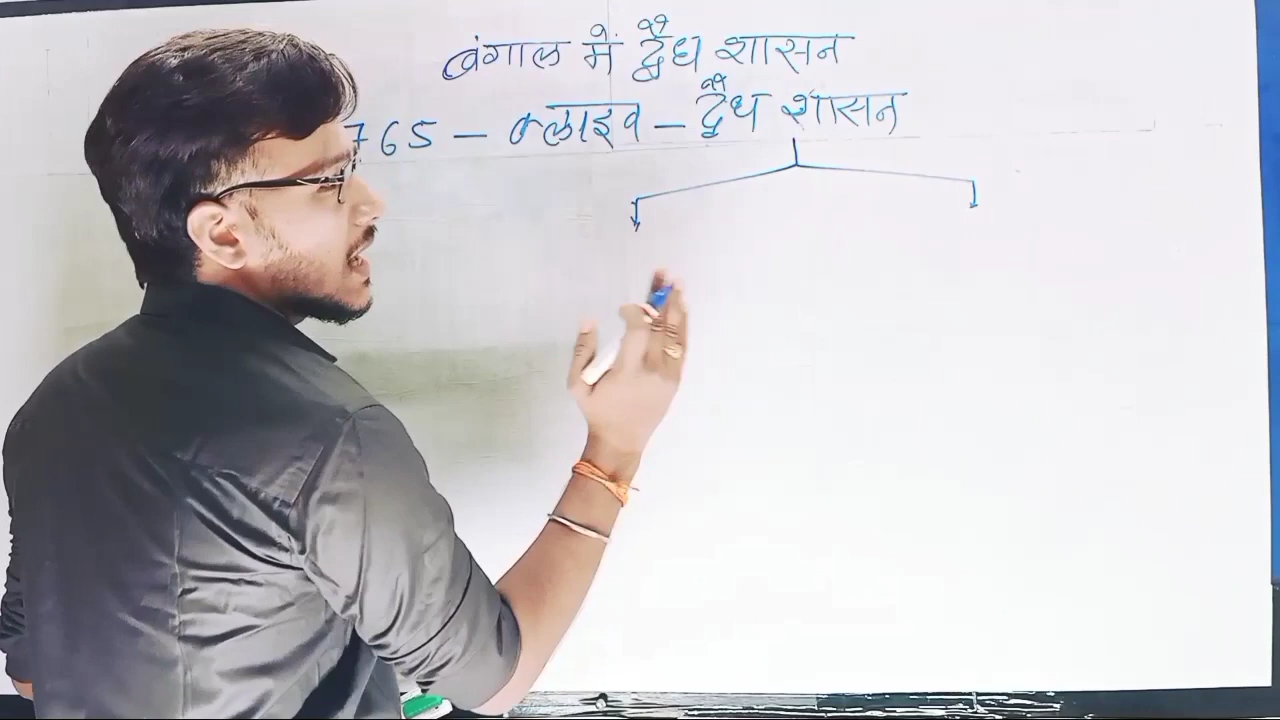 बंगाल में द्वैध शासन
765 – क्लाइव – द्वैध शासन